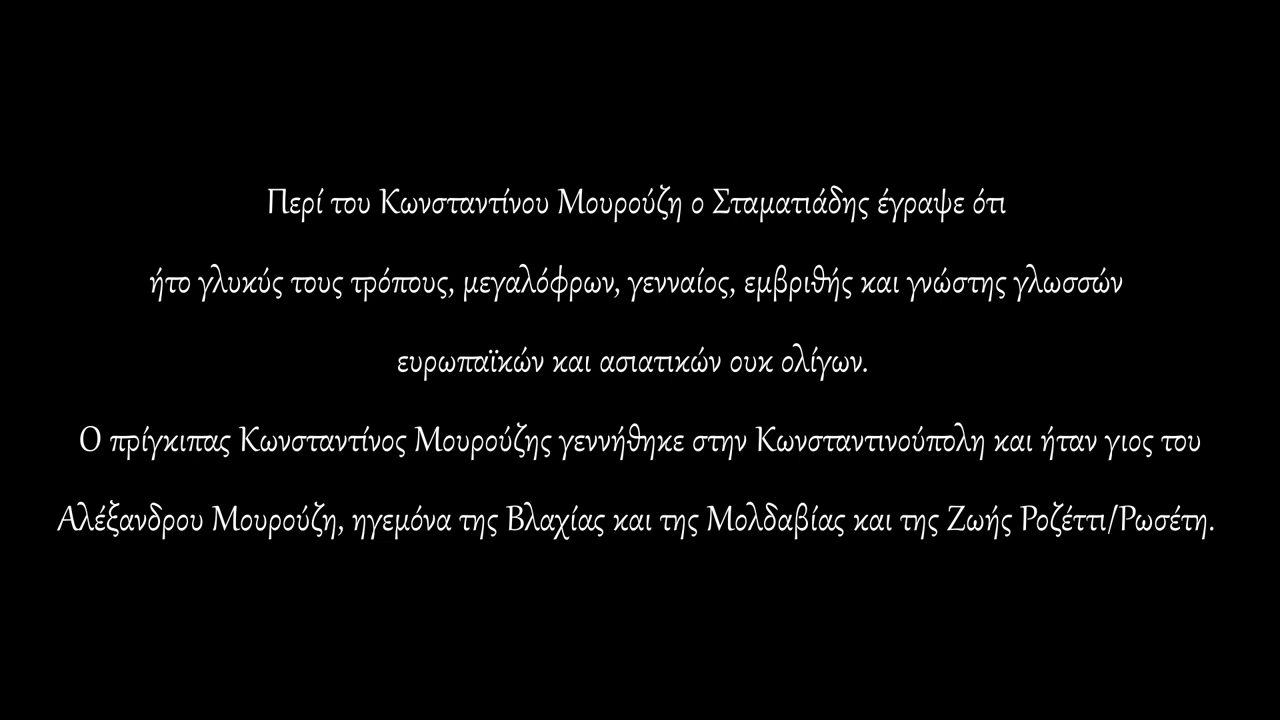 Περί του Κωνσταντίνου Μουρούζη ο Σταματιάδης έγραψε ότι
ήτο γλυκύς τους τρόπους, μεγαλόφρων, γενναίος, εμβριθής και γνώστης γλωσσών
ευρωπαϊκών και ασιατικών ουκ ολίγων.
Ο πρίγκιπας Κωνσταντίνος Μουρούζης γεννήθηκε στην Κωνσταντινούπολη και ήταν γιος του
Αλέξανδρου Μουρούζη, ηγεμόνα της Βλαχίας και της Μολδαβίας και της Ζωής Ροζέττι/Ρωσέτη.